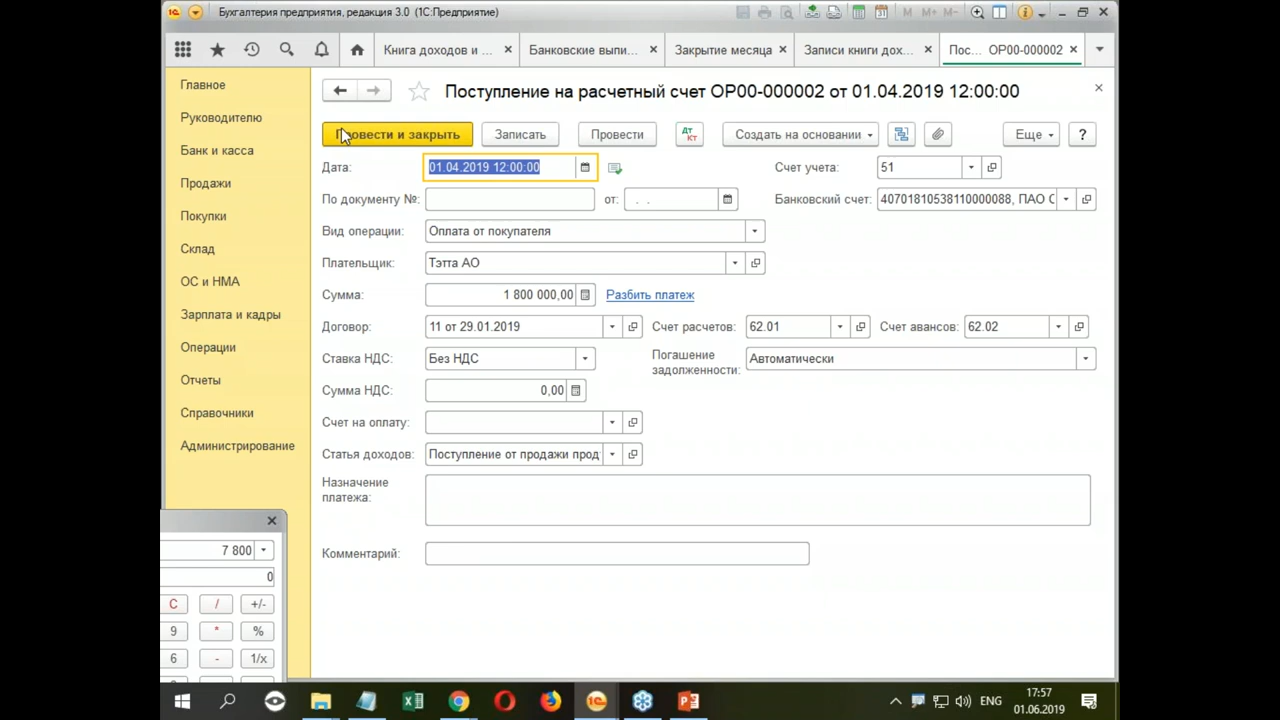 Бухгалтерия предприятия, редакция 3.0 (1С:Предприятие)
M M+ M-
Книга доходов и ...
Банковские выпи...
Закрытие месяца
Записи книги дох...
Пос... ОР00-000002
Главное
Руководителю
Банк и касса
Продажи
Покупки
Склад
ОС и НМА
Зарплата и кадры
Операции
Отчеты
Справочники
Администрирование
Поступление на расчетный счет ОР00-000002 от 01.04.2019 12:00:00
Провести и закрыть
Записать
Провести
Дт Кт
Создать на основании
Еще
?
Дата: 01.04.2019 12:00:00
Счет учета: 51
По документу №: от: . .
Банковский счет: 40701810538110000088, ПАО С
Вид операции: Оплата от покупателя
Плательщик: Тэтта АО
Сумма: 1 800 000,00 Разбить платеж
Договор: 11 от 29.01.2019 Счет расчетов: 62.01 Счет авансов: 62.02
Ставка НДС: Без НДС
Погашение
задолженности: Автоматически
Сумма НДС: 0,00
Счет на оплату:
Статья доходов: Поступление от продажи прод
Назначение
платежа:
Комментарий:
7 800
0
C / +/-
9 * %
6 - 1/x
ENG
17:57
01.06.2019